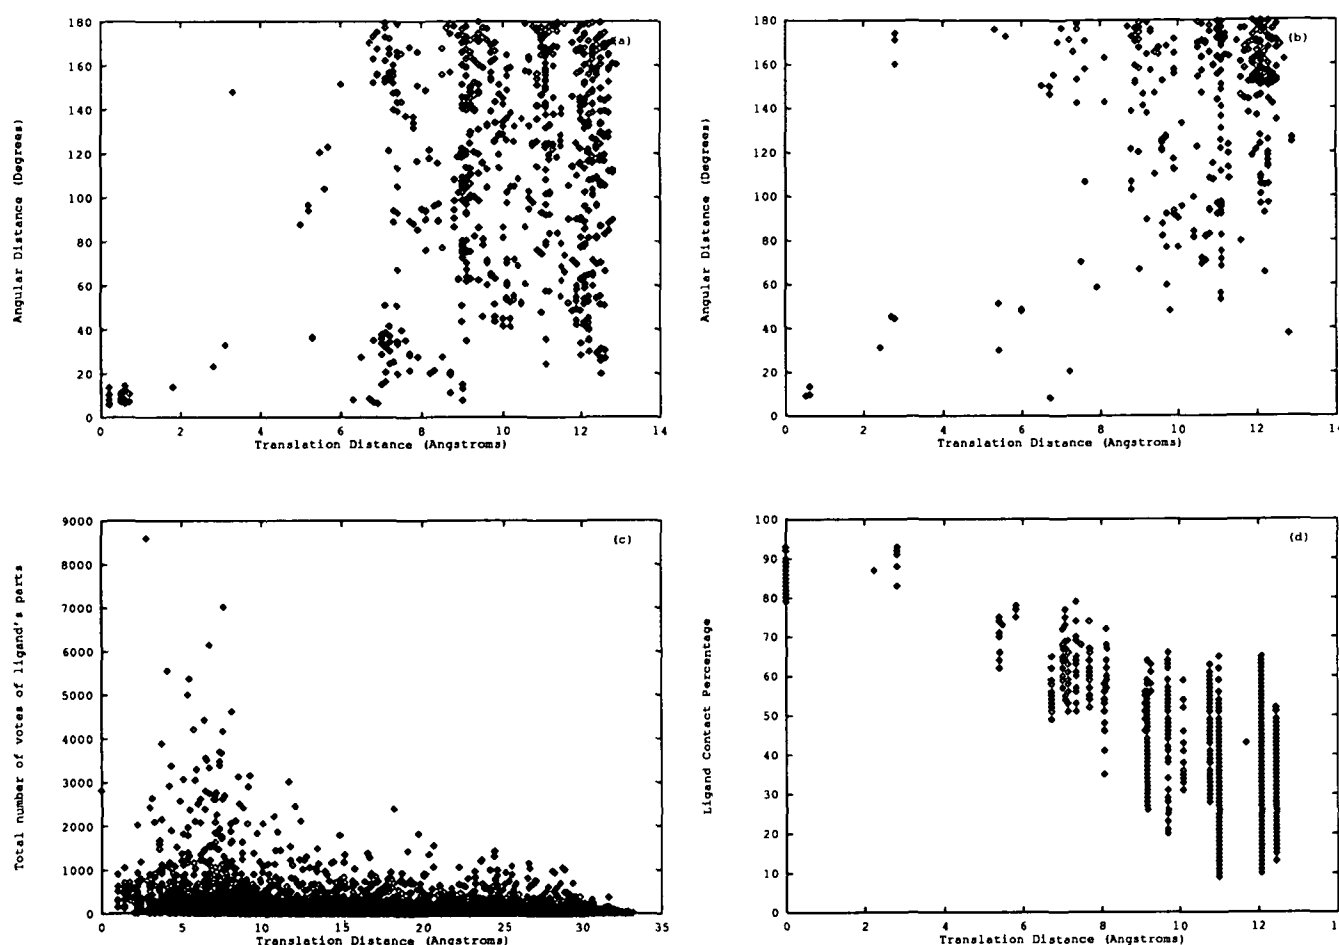 180
160
140
120
100
80
60
40
20
0
Angular Distance (Degrees)
(a)
0 2 4 6 8 10 12 14
Translation Distance (Angstroms)
180
160
140
120
100
80
60
40
20
0
Angular Distance (Degrees)
(b)
0 2 4 6 8 10 12 14
Translation Distance (Angstroms)
9000
8000
7000
6000
5000
4000
3000
2000
1000
0
Total number of votes of ligand's parts
(c)
0 5 10 15 20 25 30 35
Translation Distance (Angstroms)
100
90
80
70
60
50
40
30
20
10
0
Ligand Contact Percentage
(d)
0 2 4 6 8 10 12 14
Translation Distance (Angstroms)